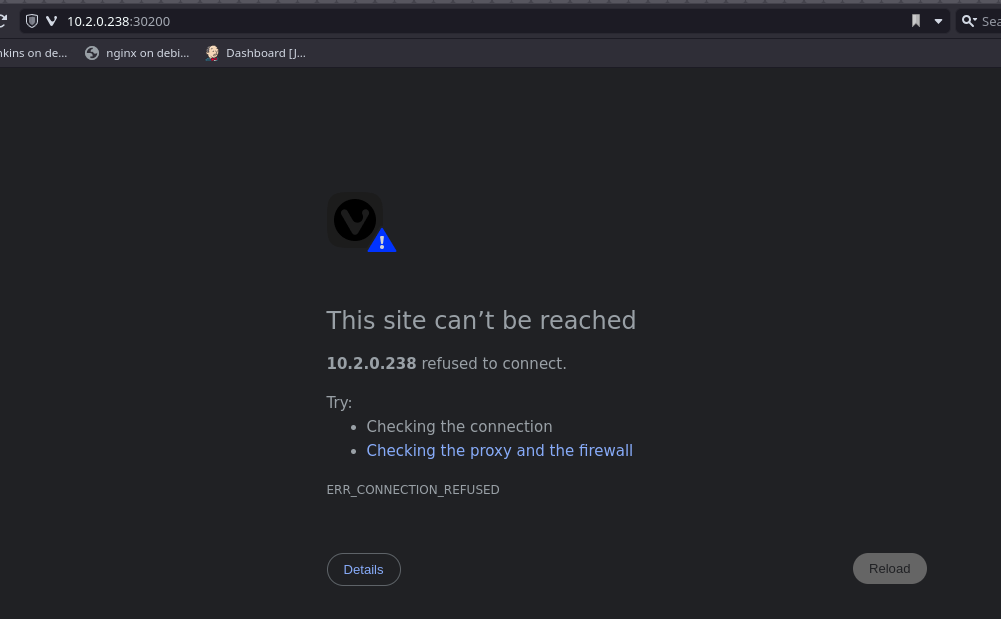 10.2.0.238:30200
nkins on de...
nginx on debi...
Dashboard [J...
Sea
This site can’t be reached
10.2.0.238 refused to connect.
Try:
Checking the connection
Checking the proxy and the firewall
ERR_CONNECTION_REFUSED
Details
Reload